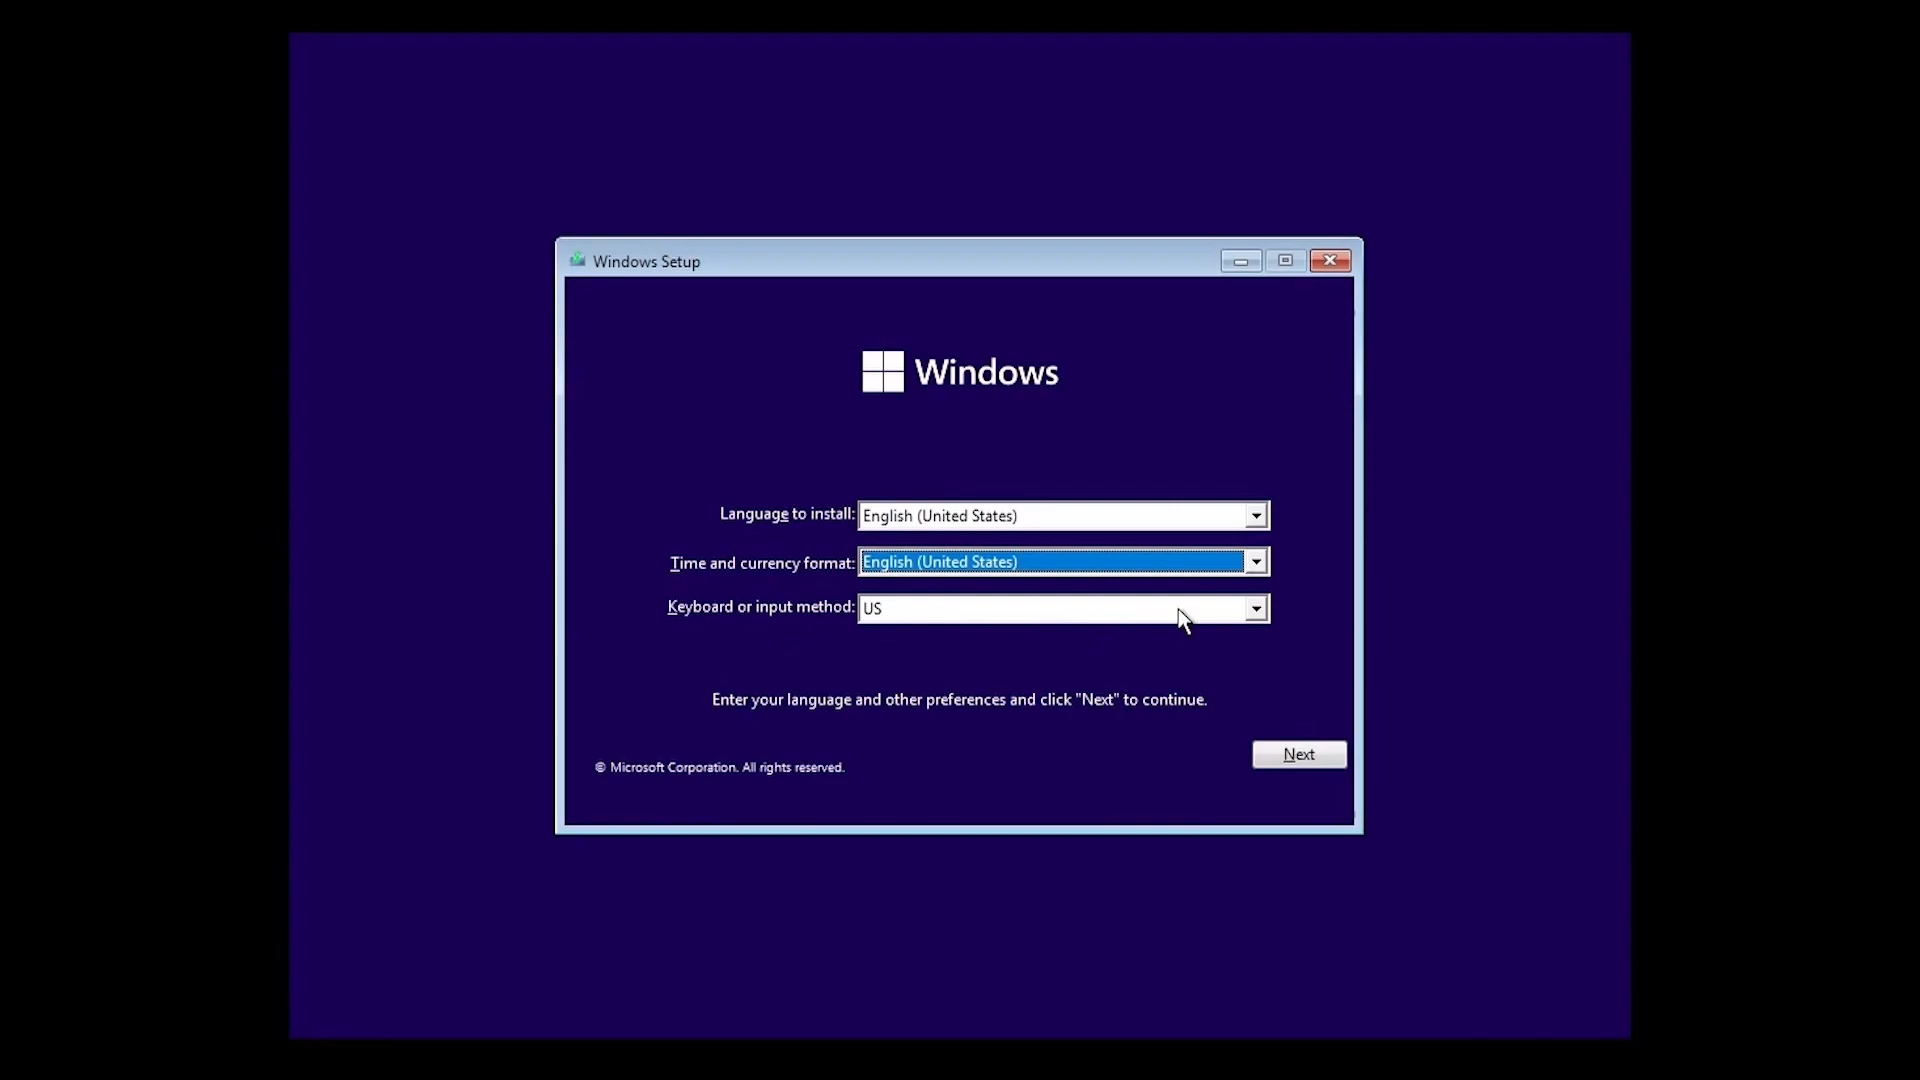 Windows Setup
Windows
Language to install: English (United States)
Time and currency format: English (United States)
Keyboard or input method: US
Enter your language and other preferences and click "Next" to continue.
Next
© Microsoft Corporation. All rights reserved.